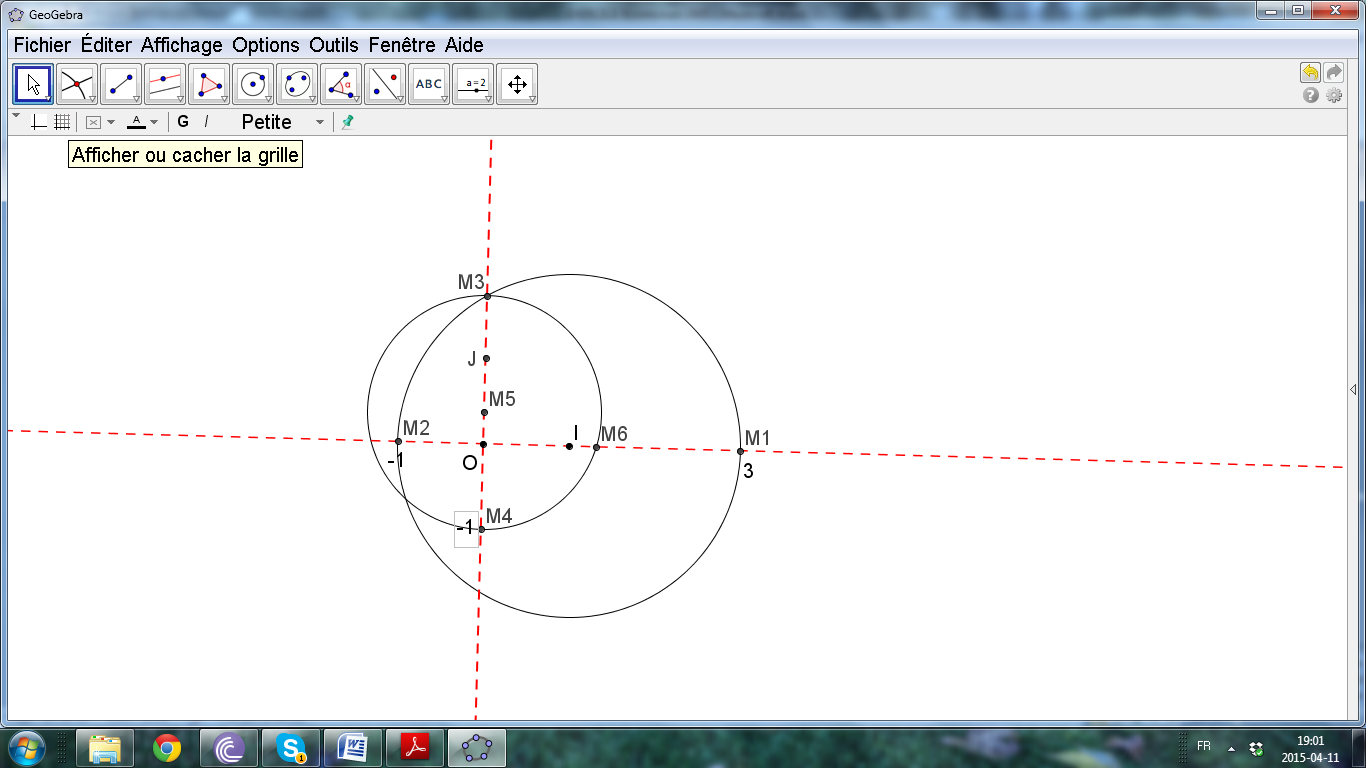 GeoGebra
Fichier Éditer Affichage Options Outils Fenêtre Aide
α ABC a=2
A G I Petite
Afficher ou cacher la grille
M3
J
M5
M2 I M6 M1
-1 O 3
-1 M4
FR 19:01
2015-04-11